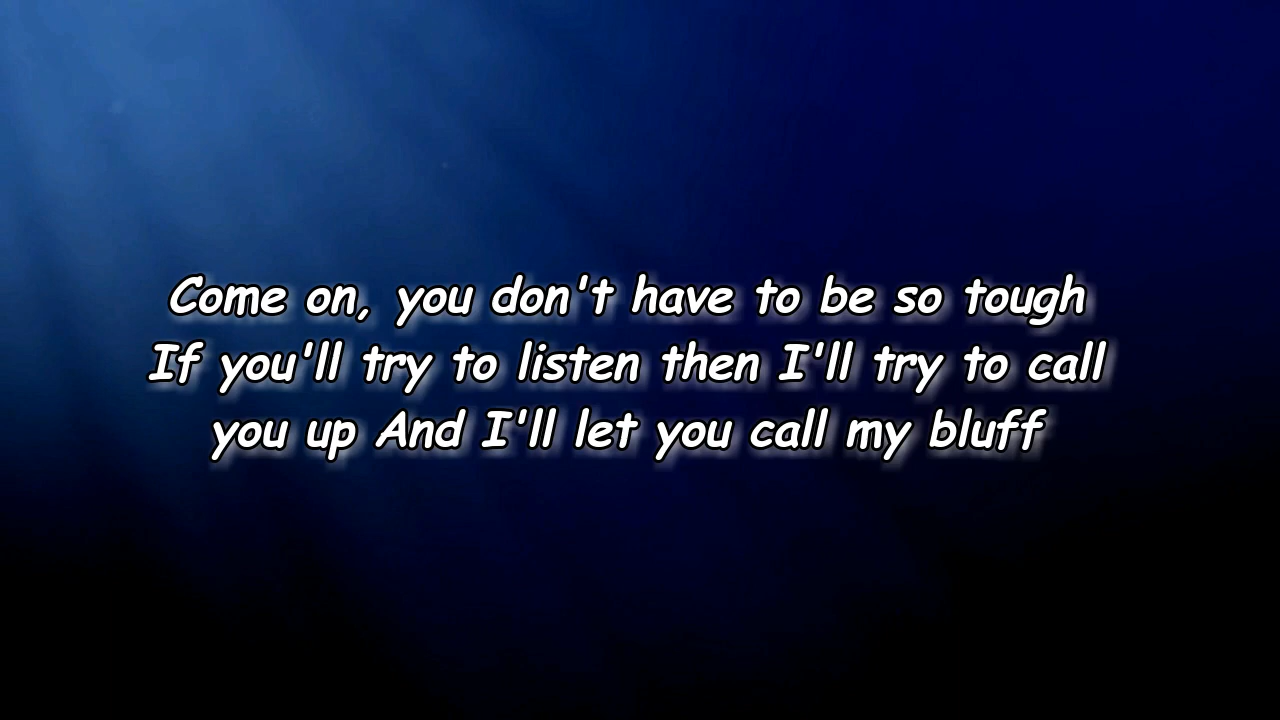 Come on, you don't have to be so tough
If you'll try to listen then I'll try to call
you up And I'll let you call my bluff